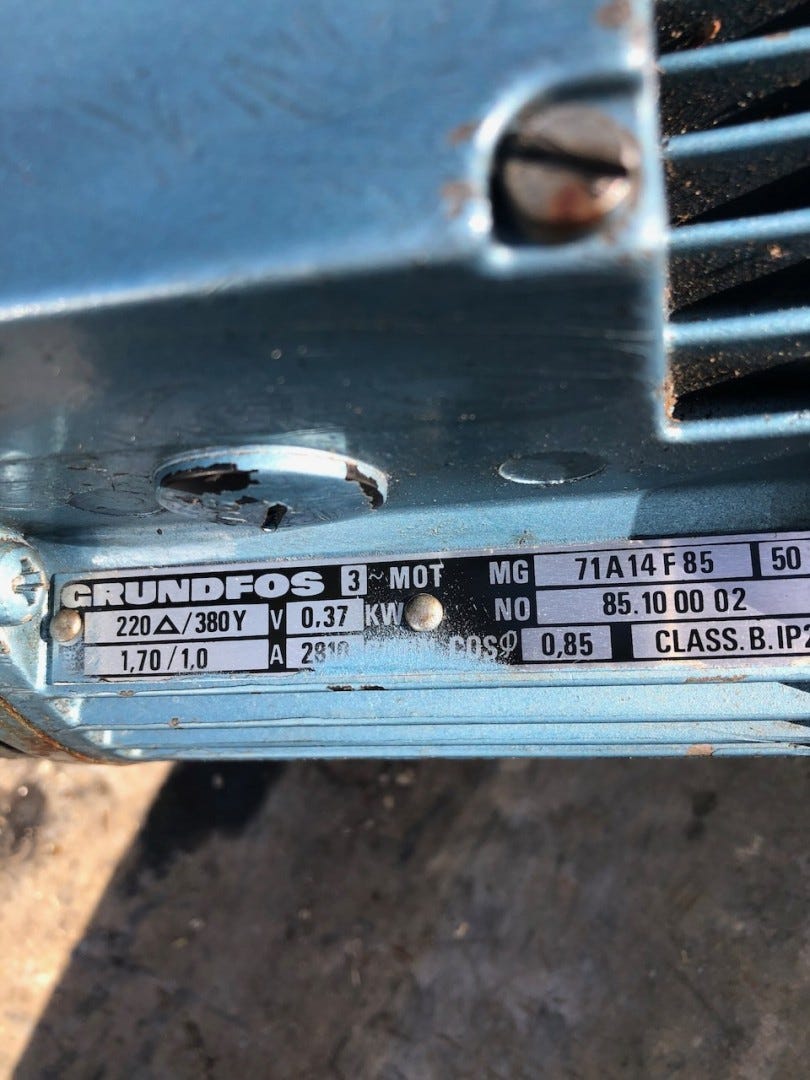 GRUNDFOS 3~MOT MG 71A14F85 50
220△/380Y V 0,37 KW NO 85.10 00 02
1,70/1,0 A COSφ 0,85 CLASS.B.IP2